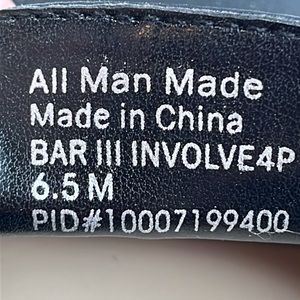 All Man Made
Made in China
BAR III INVOLVE4P
6.5 M
PID#10007199400